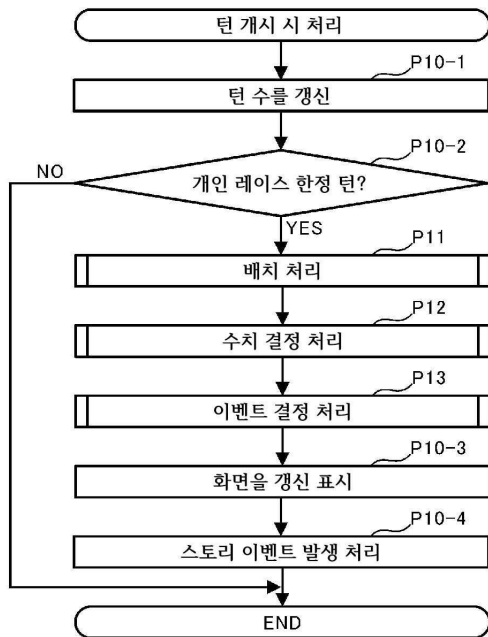 턴 개시 시 처리
P10-1
턴 수를 갱신
P10-2
NO
개인 레이스 한정 턴?
YES
P11
배치 처리
P12
수치 결정 처리
P13
이벤트 결정 처리
P10-3
화면을 갱신 표시
P10-4
스토리 이벤트 발생 처리
END